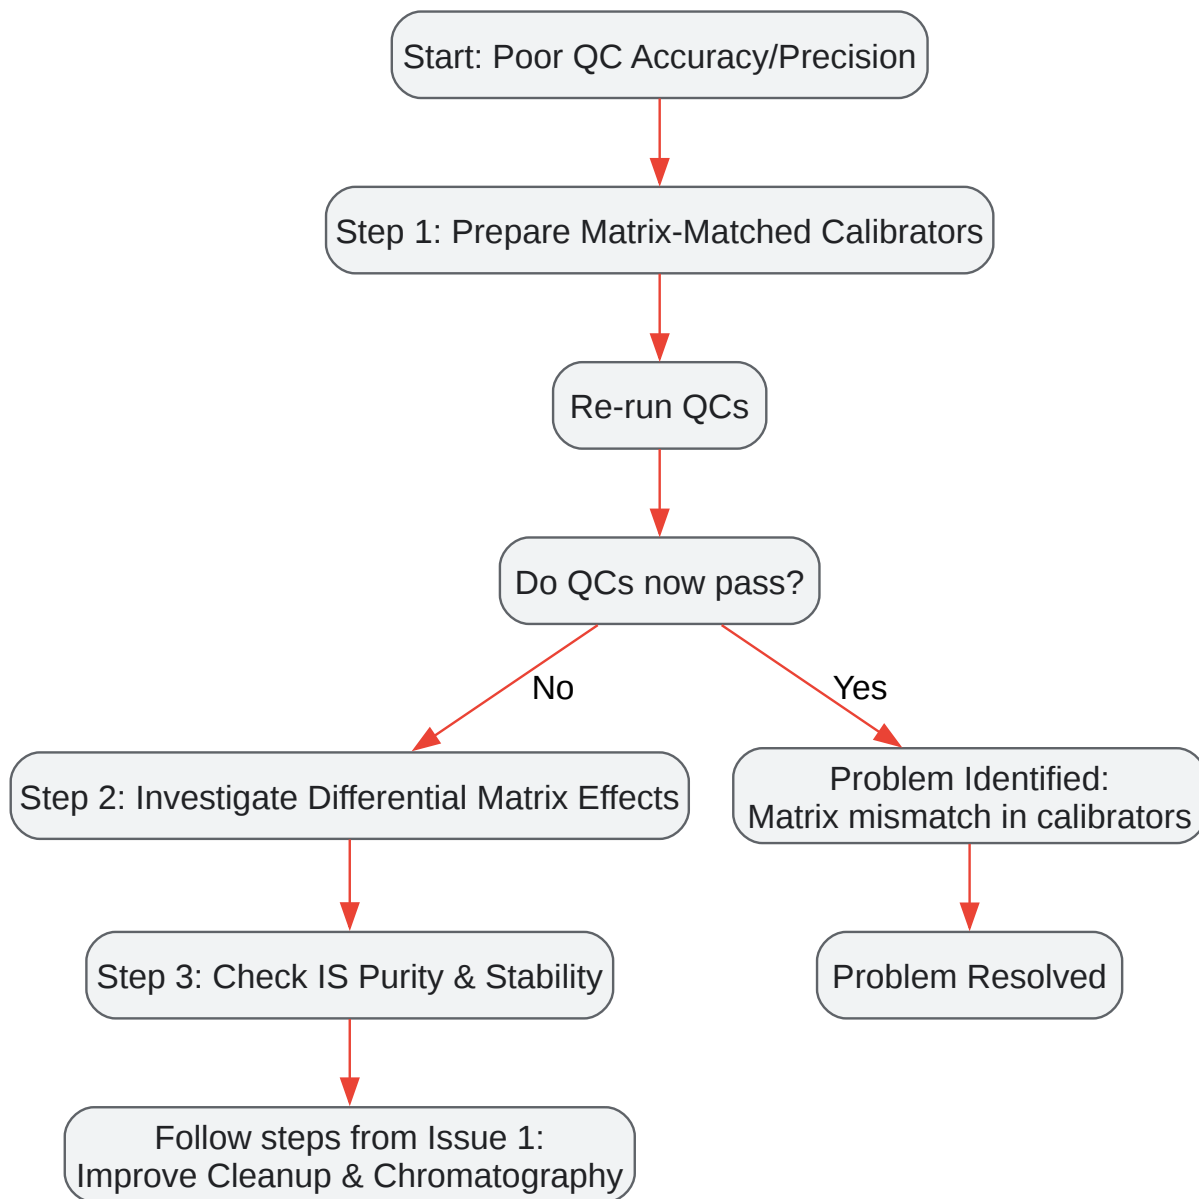 Start: Poor QC Accuracy/Precision
Step 1: Prepare Matrix-Matched Calibrators
Re-run QCs
Do QCs now pass?
No
Yes
Step 2: Investigate Differential Matrix Effects
Problem Identified:
Matrix mismatch in calibrators
Step 3: Check IS Purity & Stability
Problem Resolved
Follow steps from Issue 1:
Improve Cleanup & Chromatography